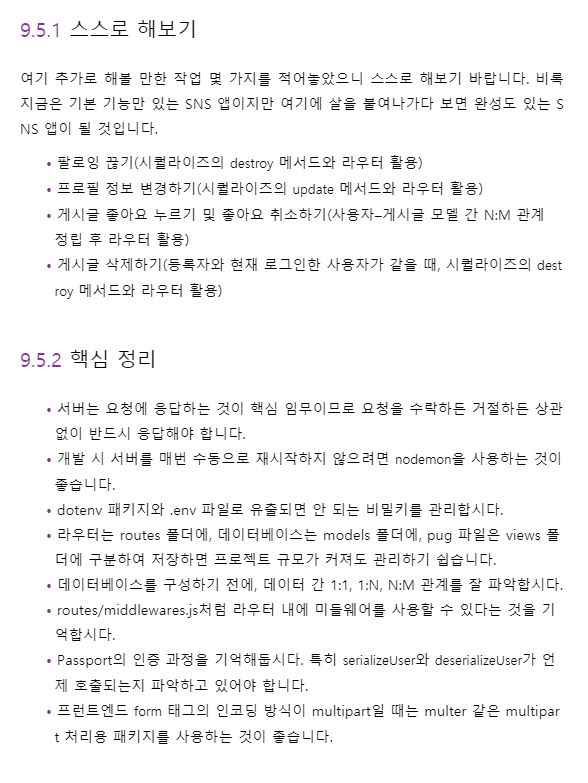 9.5.1 스스로 해보기
여기 추가로 해볼 만한 작업 몇 가지를 적어놓았으니 스스로 해보기 바랍니다. 비록
지금은 기본 기능만 있는 SNS 앱이지만 여기에 살을 붙여나가다 보면 완성도 있는 S
NS 앱이 될 것입니다.
• 팔로잉 끊기(시퀄라이즈의 destroy 메서드와 라우터 활용)
• 프로필 정보 변경하기(시퀄라이즈의 update 메서드와 라우터 활용)
• 게시글 좋아요 누르기 및 좋아요 취소하기(사용자–게시글 모델 간 N:M 관계
정립 후 라우터 활용)
• 게시글 삭제하기(등록자와 현재 로그인한 사용자가 같을 때, 시퀄라이즈의 dest
roy 메서드와 라우터 활용)
9.5.2 핵심 정리
• 서버는 요청에 응답하는 것이 핵심 임무이므로 요청을 수락하든 거절하든 상관
없이 반드시 응답해야 합니다.
• 개발 시 서버를 매번 수동으로 재시작하지 않으려면 nodemon을 사용하는 것이
좋습니다.
• dotenv 패키지와 .env 파일로 유출되면 안 되는 비밀키를 관리합시다.
• 라우터는 routes 폴더에, 데이터베이스는 models 폴더에, pug 파일은 views 폴
더에 구분하여 저장하면 프로젝트 규모가 커져도 관리하기 쉽습니다.
• 데이터베이스를 구성하기 전에, 데이터 간 1:1, 1:N, N:M 관계를 잘 파악합시다.
• routes/middlewares.js처럼 라우터 내에 미들웨어를 사용할 수 있다는 것을 기
억합시다.
• Passport의 인증 과정을 기억해둡시다. 특히 serializeUser와 deserializeUser가 언
제 호출되는지 파악하고 있어야 합니다.
• 프런트엔드 form 태그의 인코딩 방식이 multipart일 때는 multer 같은 multipar
t 처리용 패키지를 사용하는 것이 좋습니다.